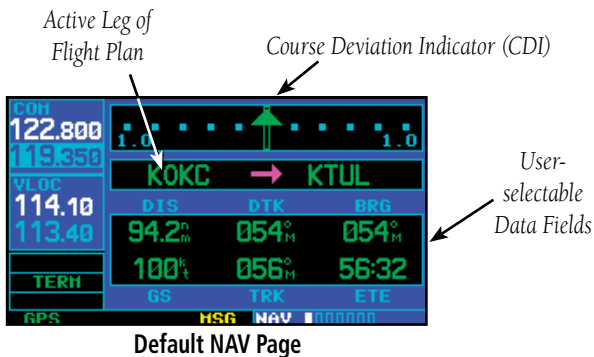 Active Leg of
Flight Plan
Course Deviation Indicator (CDI)
COM
122.800
119.350
VLOC
114.10
113.40
TERM
GPS
1.0 1.0
KOKC → KTUL
DIS DTK BRG
94.2nm 054°M 054°M
100kt 056°M 56:32
GS TRK ETE
MSG NAV
User-
selectable
Data Fields
Default NAV Page